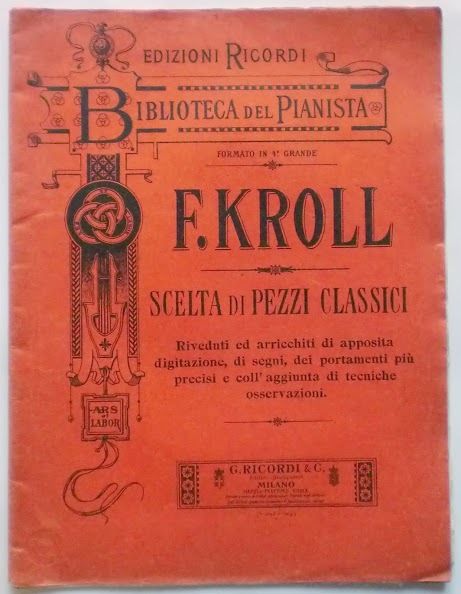 EDIZIONI RICORDI
BIBLIOTECA DEL PIANISTA
FORMATO IN 4º GRANDE
F. KROLL
SCELTA DI PEZZI CLASSICI
Riveduti ed arricchiti di apposita
digitazione, di segni, dei portamenti più
precisi e coll'aggiunta di tecniche
osservazioni.
ARS
et
LABOR
G. RICORDI & C.
MILANO